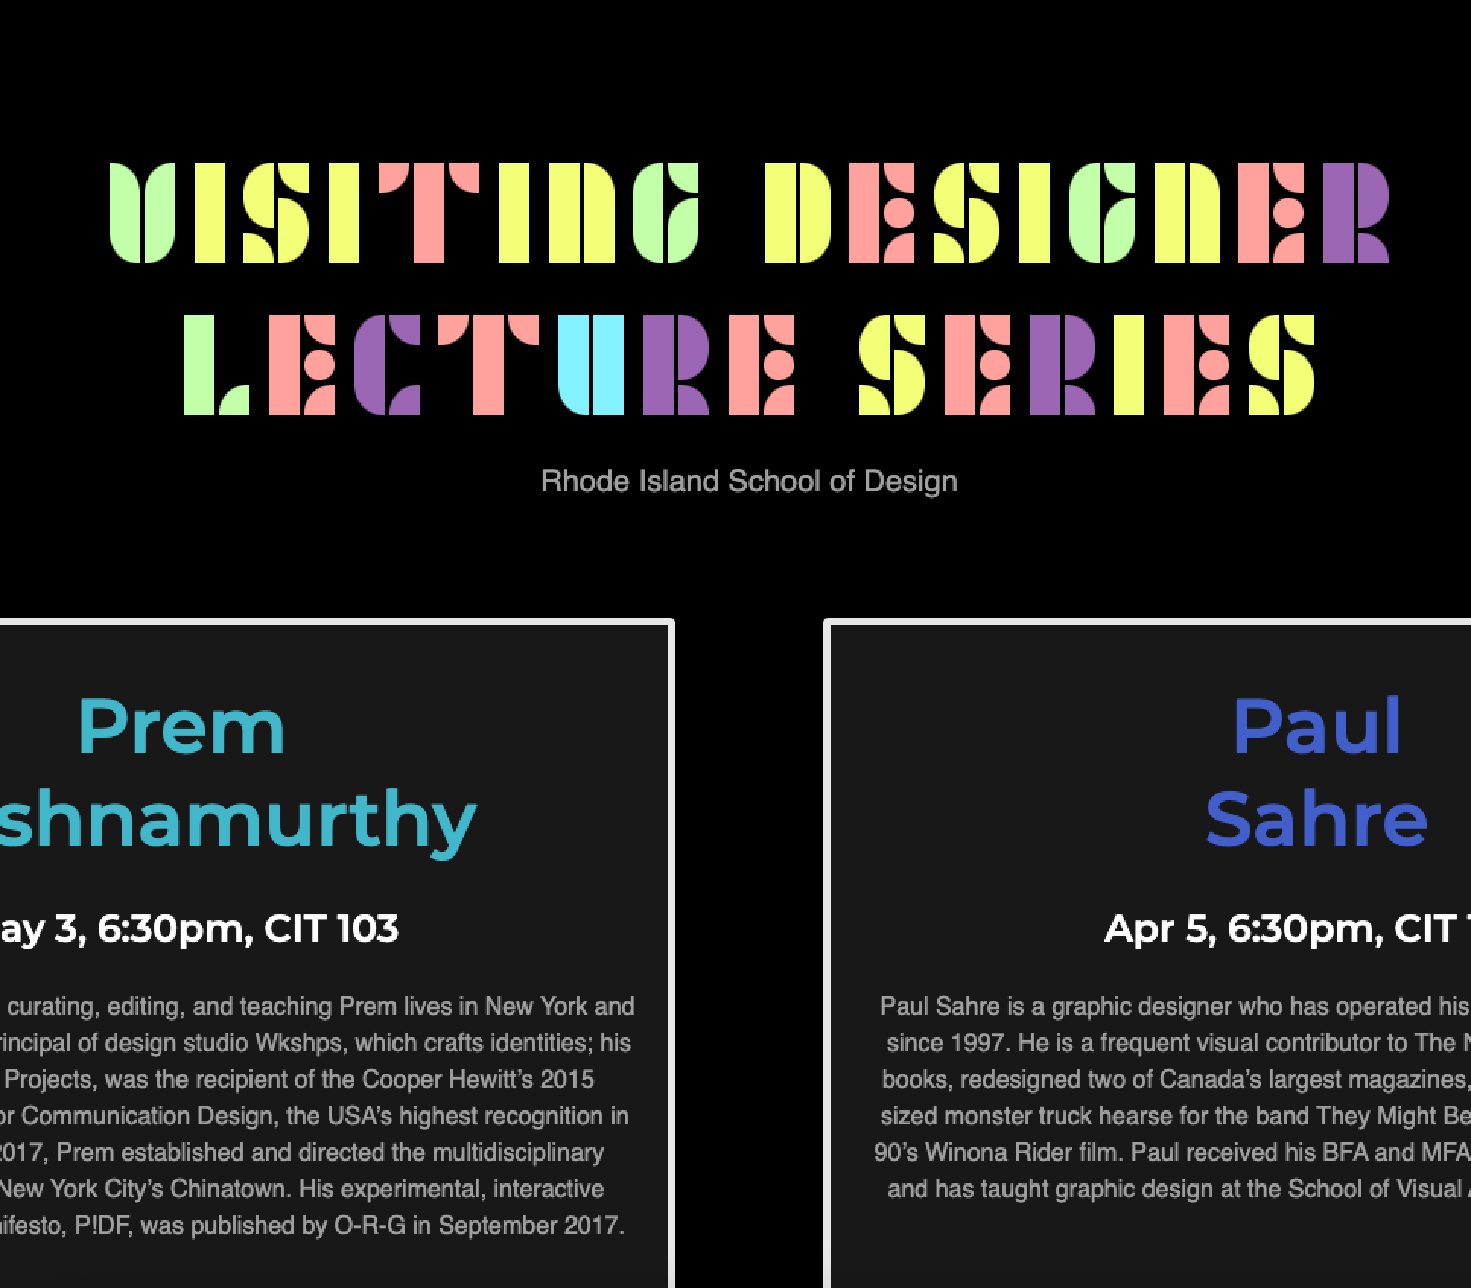 VISITING DESIGNER
LECTURE SERIES
Rhode Island School of Design
Prem
shnamurthy
ay 3, 6:30pm, CIT 103
curating, editing, and teaching Prem lives in New York and
rincipal of design studio Wkshps, which crafts identities; his
Projects, was the recipient of the Cooper Hewitt’s 2015
or Communication Design, the USA’s highest recognition in
2017, Prem established and directed the multidisciplinary
New York City’s Chinatown. His experimental, interactive
nifesto, P!DF, was published by O-R-G in September 2017.
Paul
Sahre
Apr 5, 6:30pm, CIT
Paul Sahre is a graphic designer who has operated his
since 1997. He is a frequent visual contributor to The
books, redesigned two of Canada’s largest magazines,
sized monster truck hearse for the band They Might Be
90’s Winona Rider film. Paul received his BFA and MFA
and has taught graphic design at the School of Visual